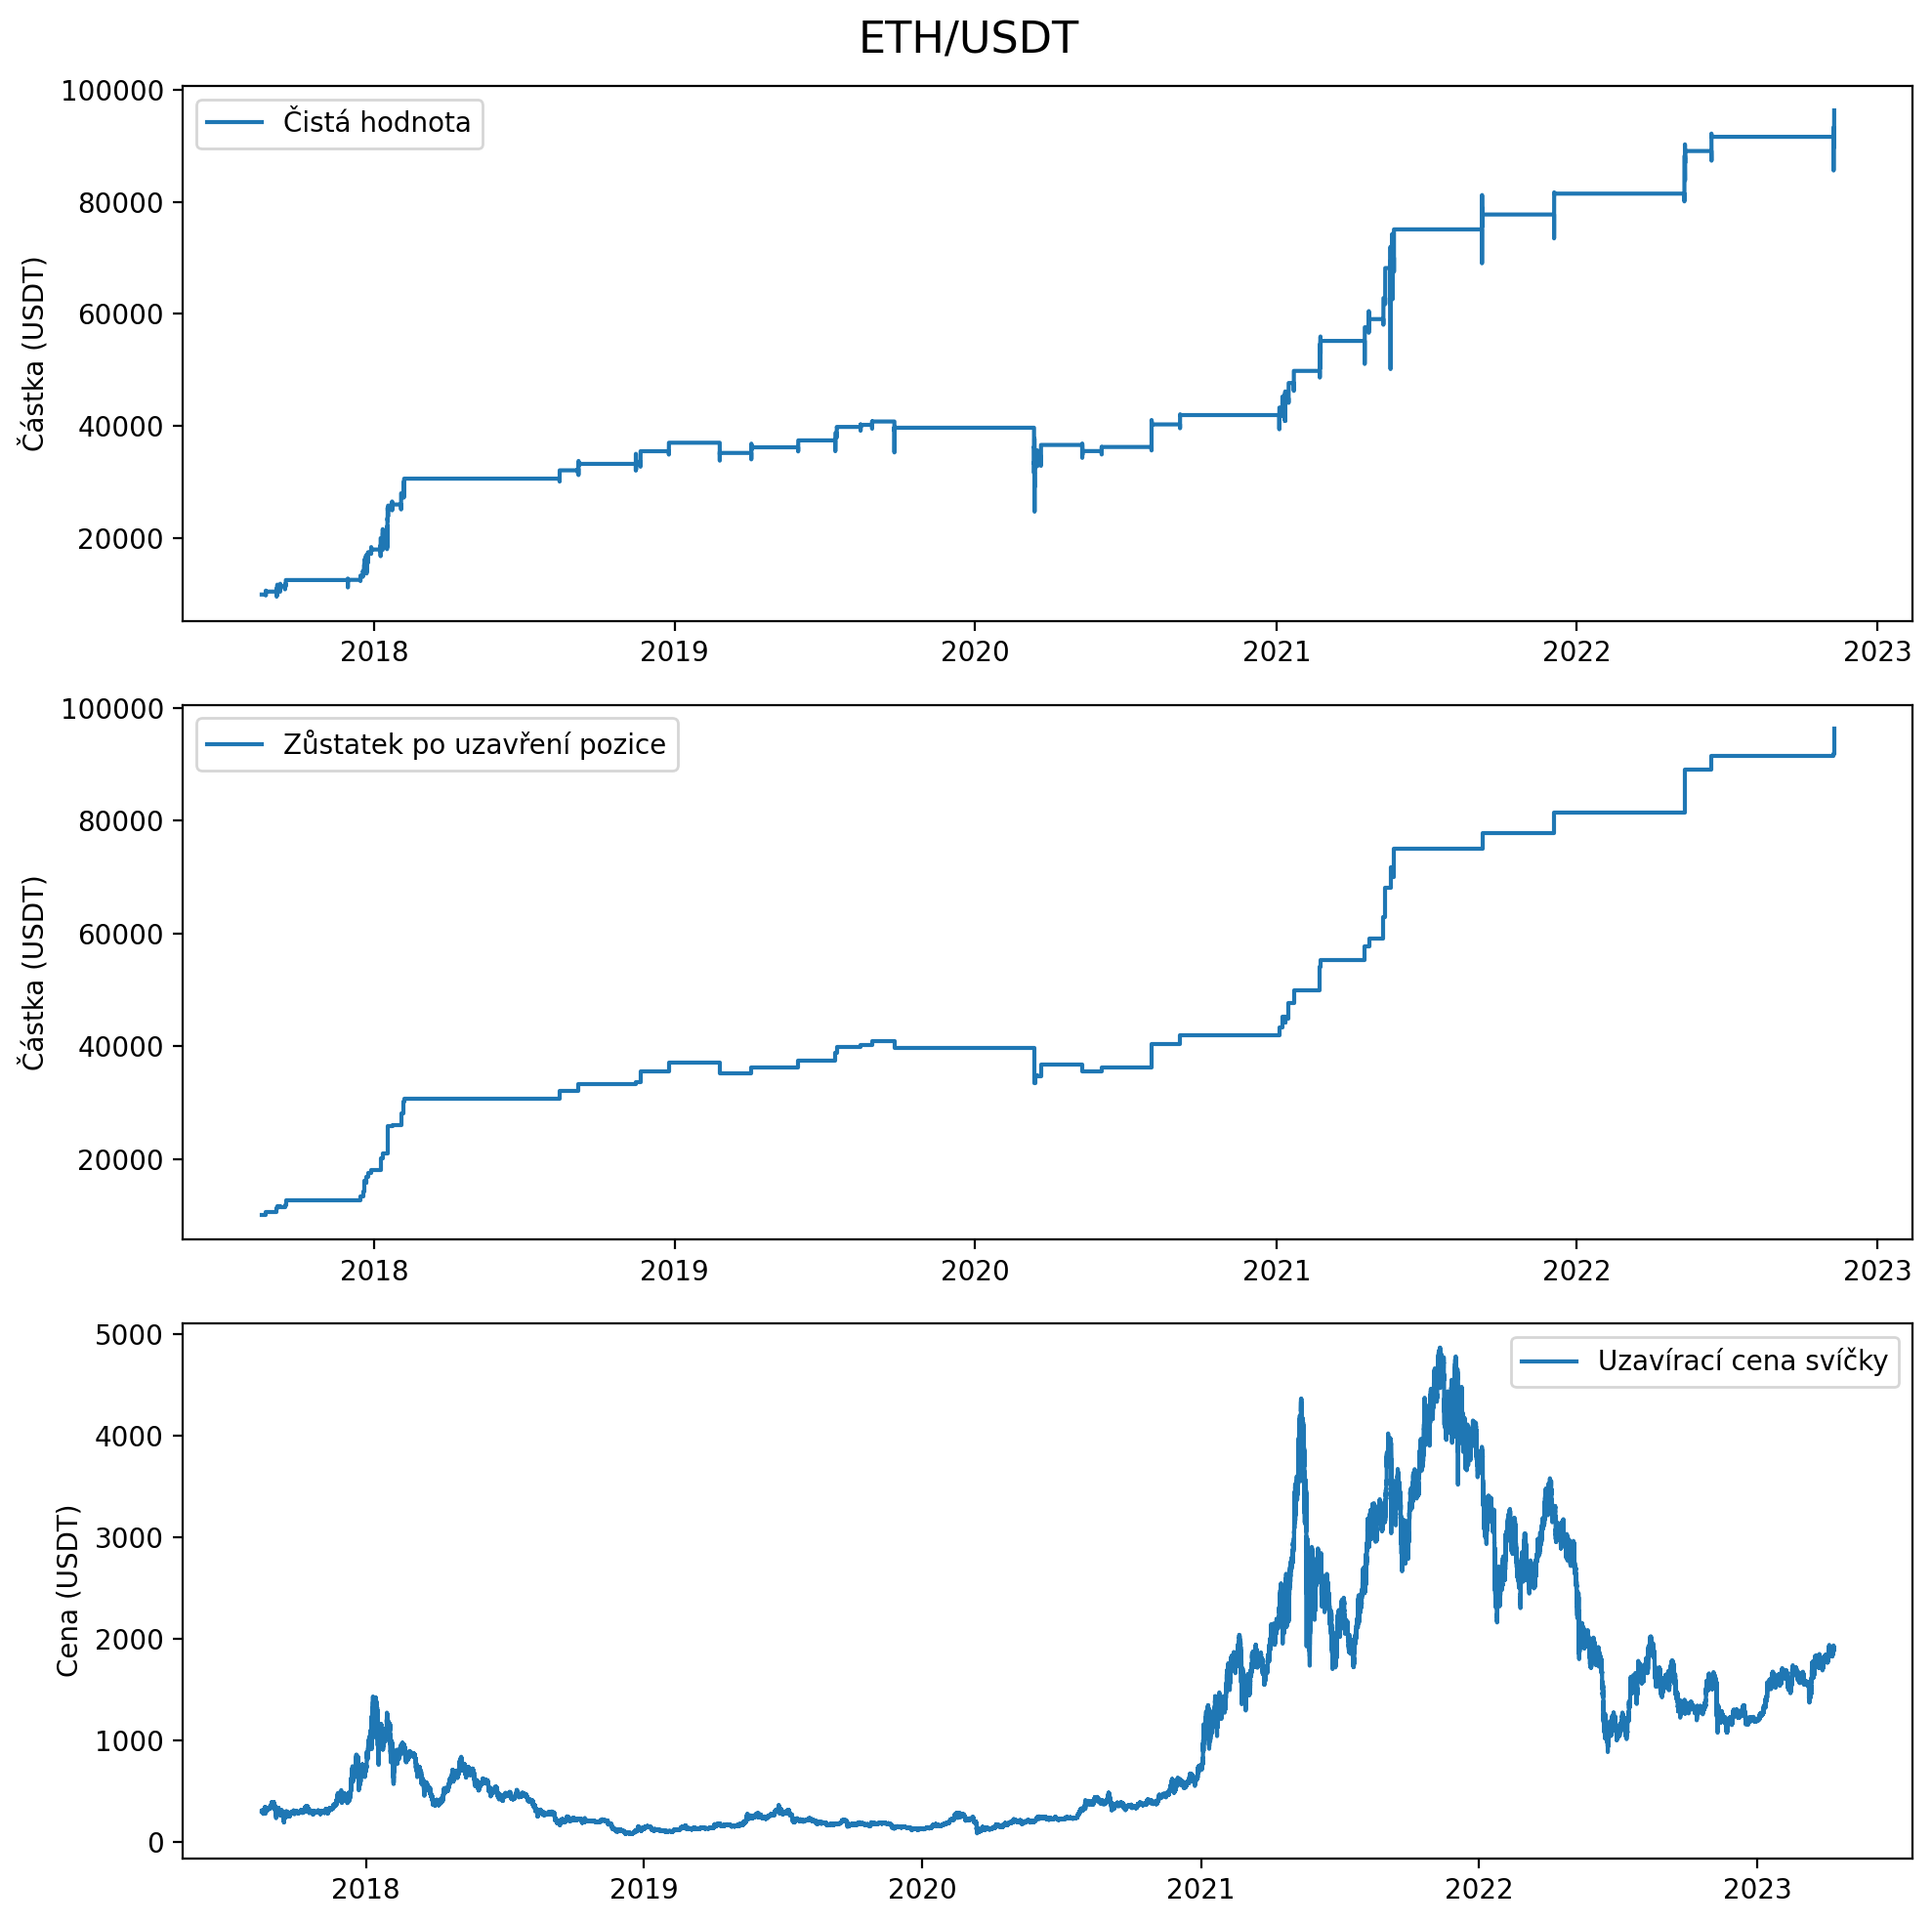 ETH/USDT
Čistá hodnota
Částka (USDT)
100000
80000
60000
40000
20000
2018 2019 2020 2021 2022 2023
Zůstatek po uzavření pozice
Částka (USDT)
100000
80000
60000
40000
20000
2018 2019 2020 2021 2022 2023
Uzavírací cena svíčky
Cena (USDT)
5000
4000
3000
2000
1000
0
2018 2019 2020 2021 2022 2023